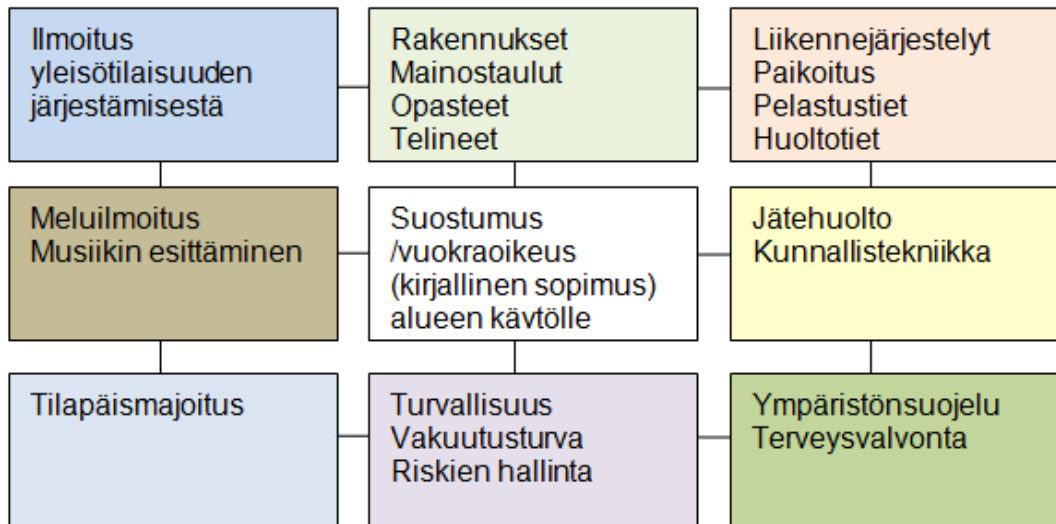 Ilmoitus
yleisötilaisuuden
järjestämisestä
Rakennukset
Mainostaulut
Opasteet
Telineet
Liikennejärjestelyt
Paikoitus
Pelastustiet
Huoltotiet
Meluilmoitus
Musiikin esittäminen
Suostumus
/vuokraoikeus
(kirjallinen sopimus)
alueen käytölle
Jätehuolto
Kunnallistekniikka
Tilapäismajoitus
Turvallisuus
Vakuutusturva
Riskien hallinta
Ympäristönsuojelu
Terveysvalvonta